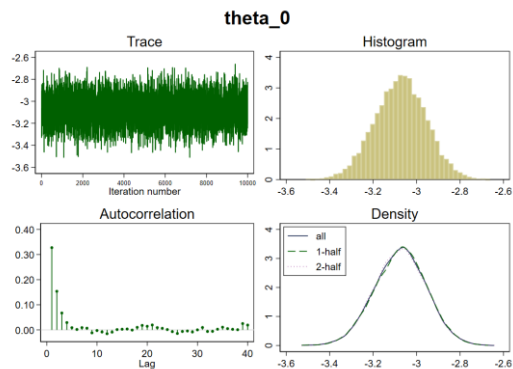 theta_0
Trace
-2.6
-2.8
-3
-3.2
-3.4
-3.6
0 2000 4000 6000 8000 10000
Iteration number
Histogram
4
3
2
1
0
-3.6 -3.4 -3.2 -3 -2.8 -2.6
Autocorrelation
0.40
0.30
0.20
0.10
0.00
0 10 20 30 40
Lag
Density
all
1-half
2-half
4
3
2
1
0
-3.6 -3.4 -3.2 -3 -2.8 -2.6